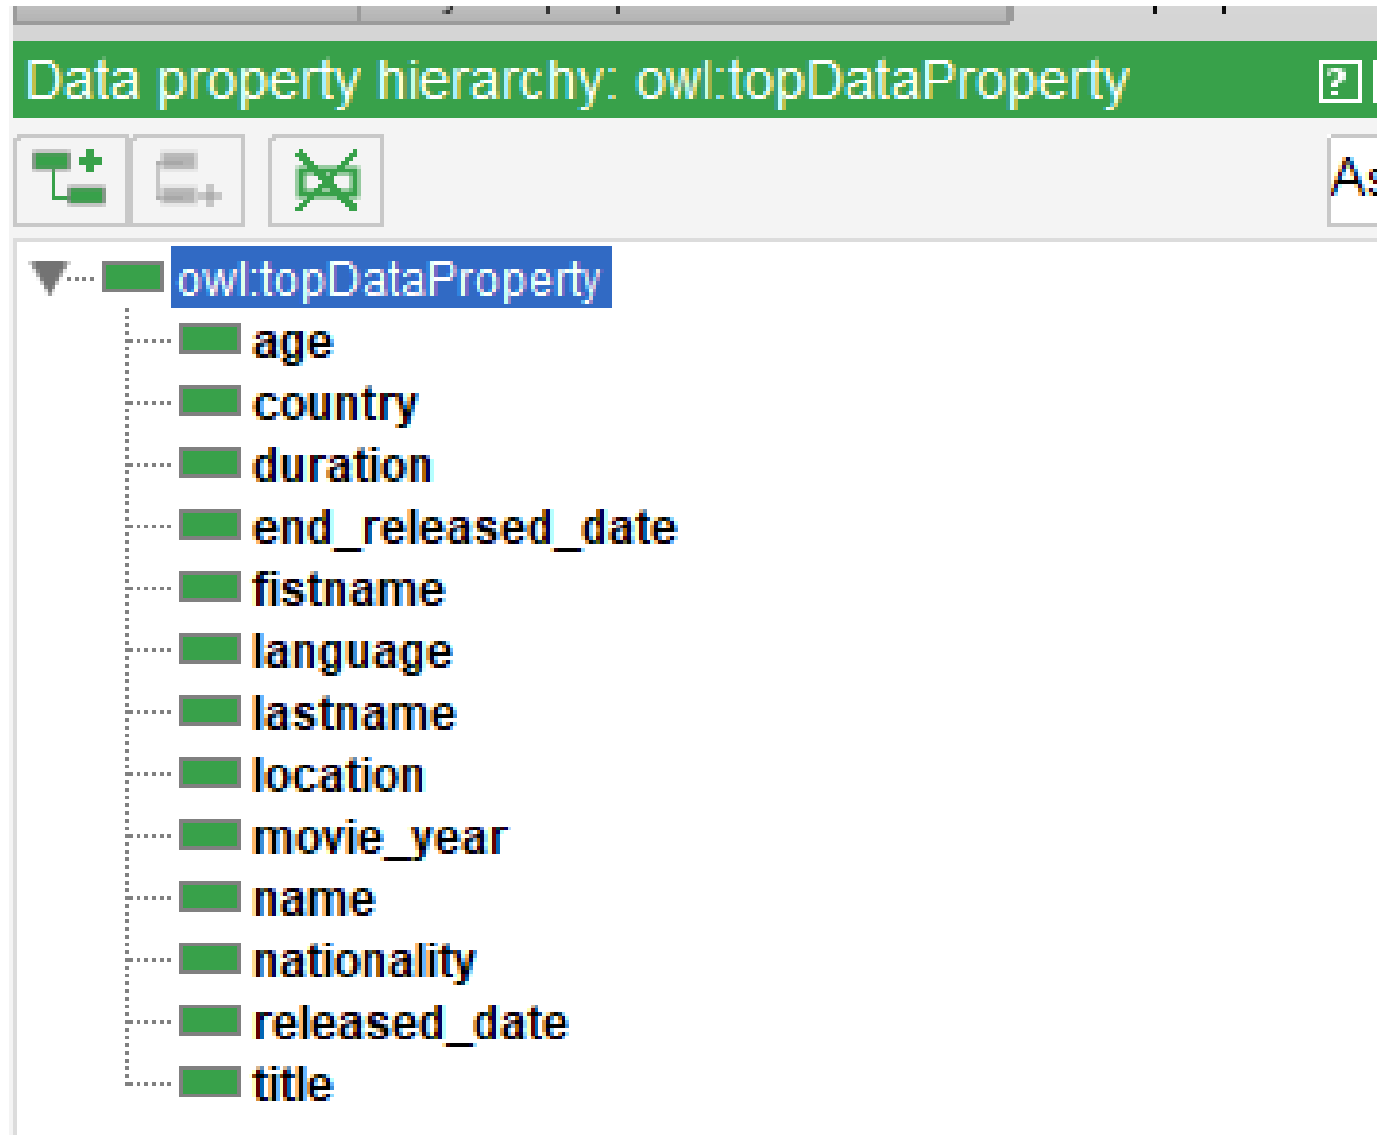 Data property hierarchy: owl:topDataProperty
?
As
owl:topDataProperty
age
country
duration
end_released_date
fistname
language
lastname
location
movie_year
name
nationality
released_date
title